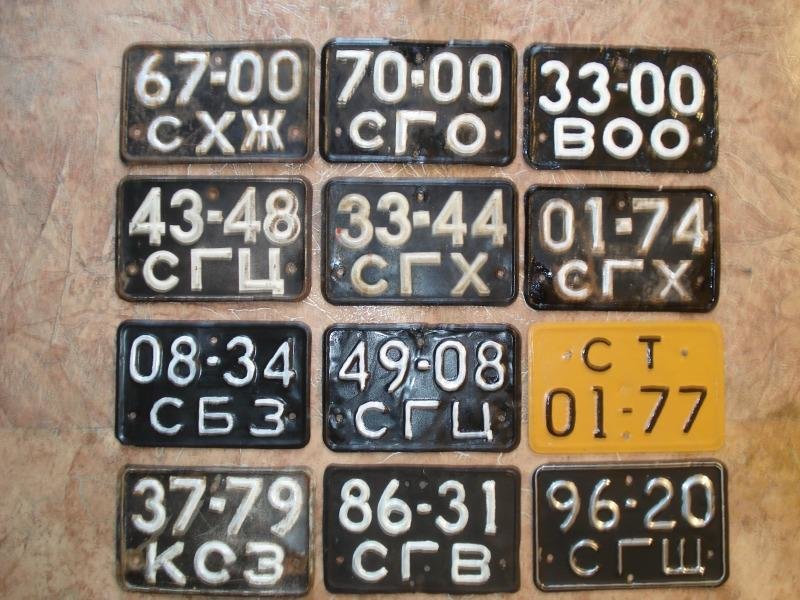 67-00
СХЖ
70-00
СГО
33-00
ВОО
43-48
СГЦ
33-44
СГХ
01-74
СГХ
08-34
СБЗ
49-08
СГЦ
СТ
01-77
37-79
КСЗ
86-31
СГВ
96-20
СГШ